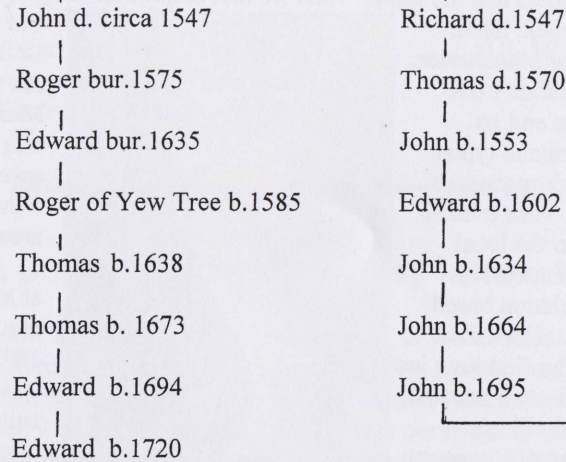 John d. circa 1547
Roger bur.1575
Edward bur.1635
Roger of Yew Tree b.1585
Thomas b.1638
Thomas b. 1673
Edward b.1694
Edward b.1720
Richard d.1547
Thomas d.1570
John b.1553
Edward b.1602
John b.1634
John b.1664
John b.1695